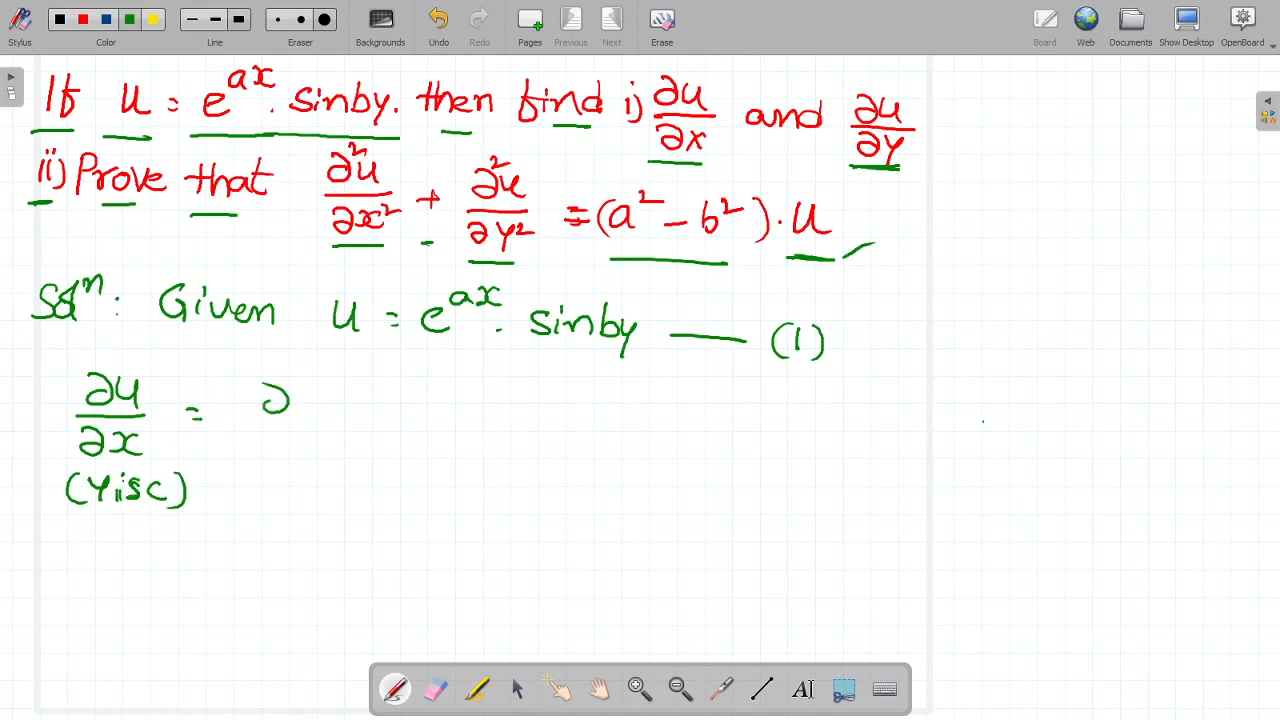 Stylus Color Line Eraser Backgrounds Undo Redo Pages Previous Next Erase Board Web Documents Show Desktop OpenBoard
If u = e^{ax} . sinby. then find i) ∂u/∂x and ∂u/∂y
ii) Prove that ∂²u/∂x² + ∂²u/∂y² = (a² - b²) . u
Solⁿ: Given u = e^{ax} . sinby —— (1)
∂u/∂x = ∂
(Y is C)
AI